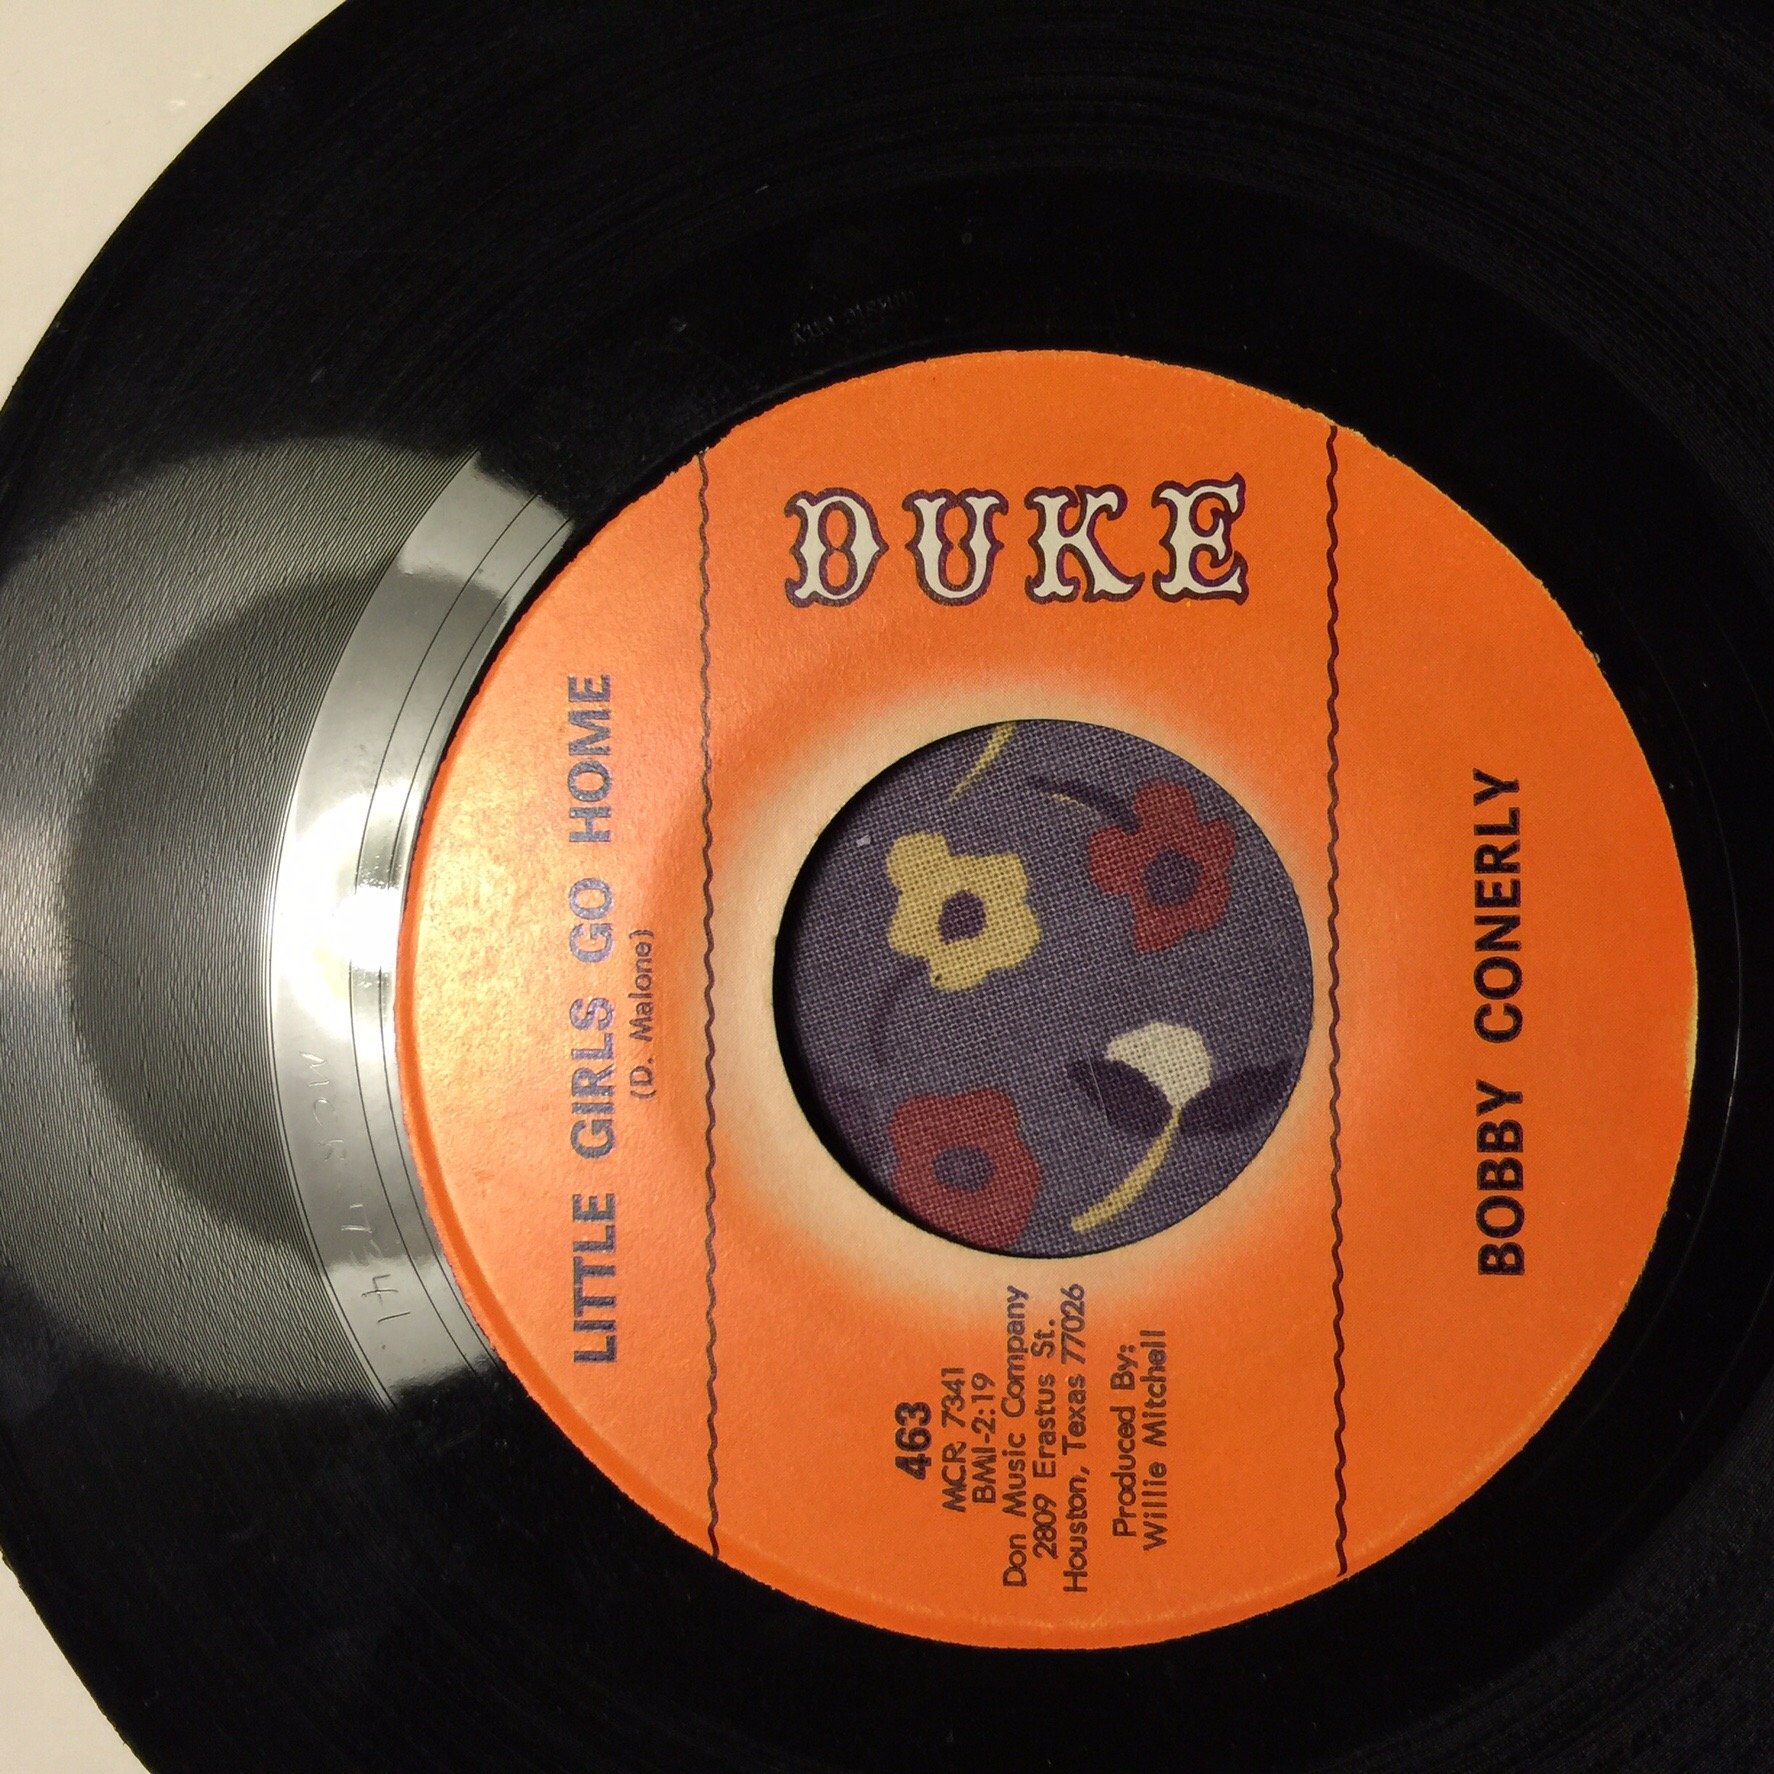 DUKE
LITTLE GIRLS GO HOME
(D. Malone)
463
MCR 7341
BMI-2:19
Don Music Company
2809 Erastus St.
Houston, Texas 77026
Produced By:
Willie Mitchell
BOBBY CONERLY